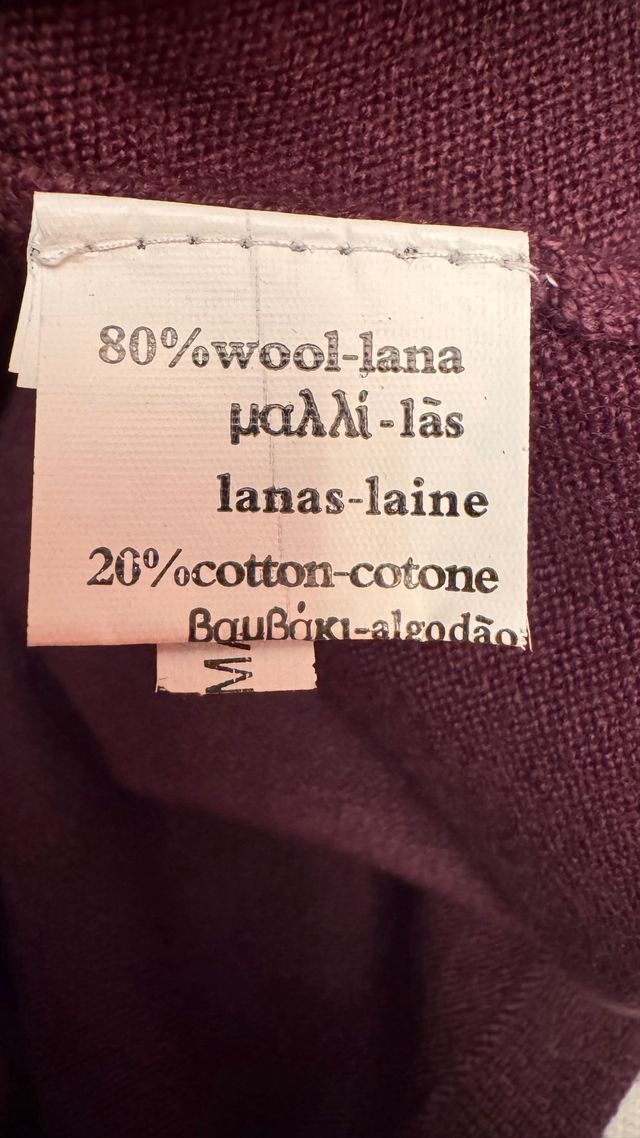 80%wool-lana
μαλλί-lãs
lanas-laine
20%cotton-cotone
βαμβάκι-algodão